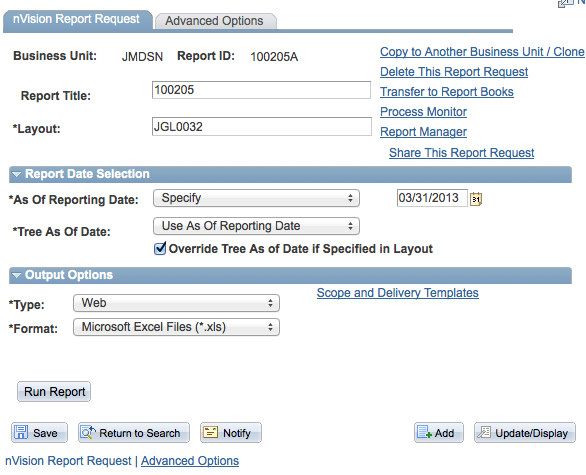 N
nVision Report Request Advanced Options
Business Unit: JMDSN Report ID: 100205A
Copy to Another Business Unit / Clone
Delete This Report Request
Report Title: 100205
Transfer to Report Books
Process Monitor
*Layout: JGL0032
Report Manager
Share This Report Request
Report Date Selection
*As Of Reporting Date: Specify 03/31/2013 31
*Tree As Of Date: Use As Of Reporting Date
Override Tree As of Date if Specified in Layout
Output Options
*Type: Web Scope and Delivery Templates
*Format: Microsoft Excel Files (*.xls)
Run Report
Save Return to Search Notify Add Update/Display
nVision Report Request | Advanced Options